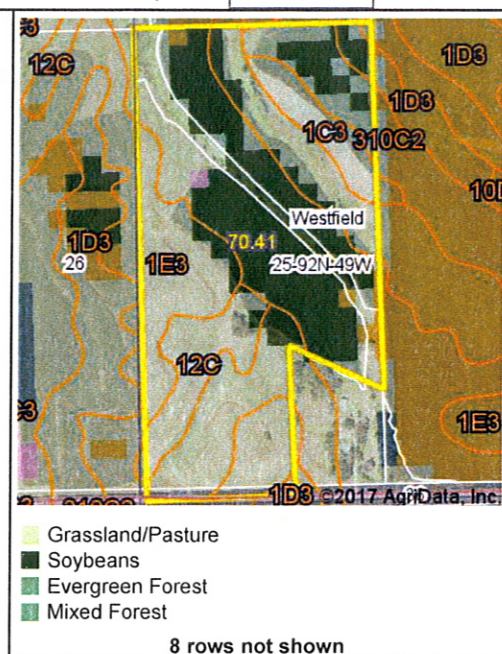 12C
1D3
1D3
1C3 310C2
Westfield
1D3
70.41
26
1E3
25-92N-49W
12C
1E3
1D3 ©2017 AgriData, Inc.
Grassland/Pasture
Soybeans
Evergreen Forest
Mixed Forest
8 rows not shown